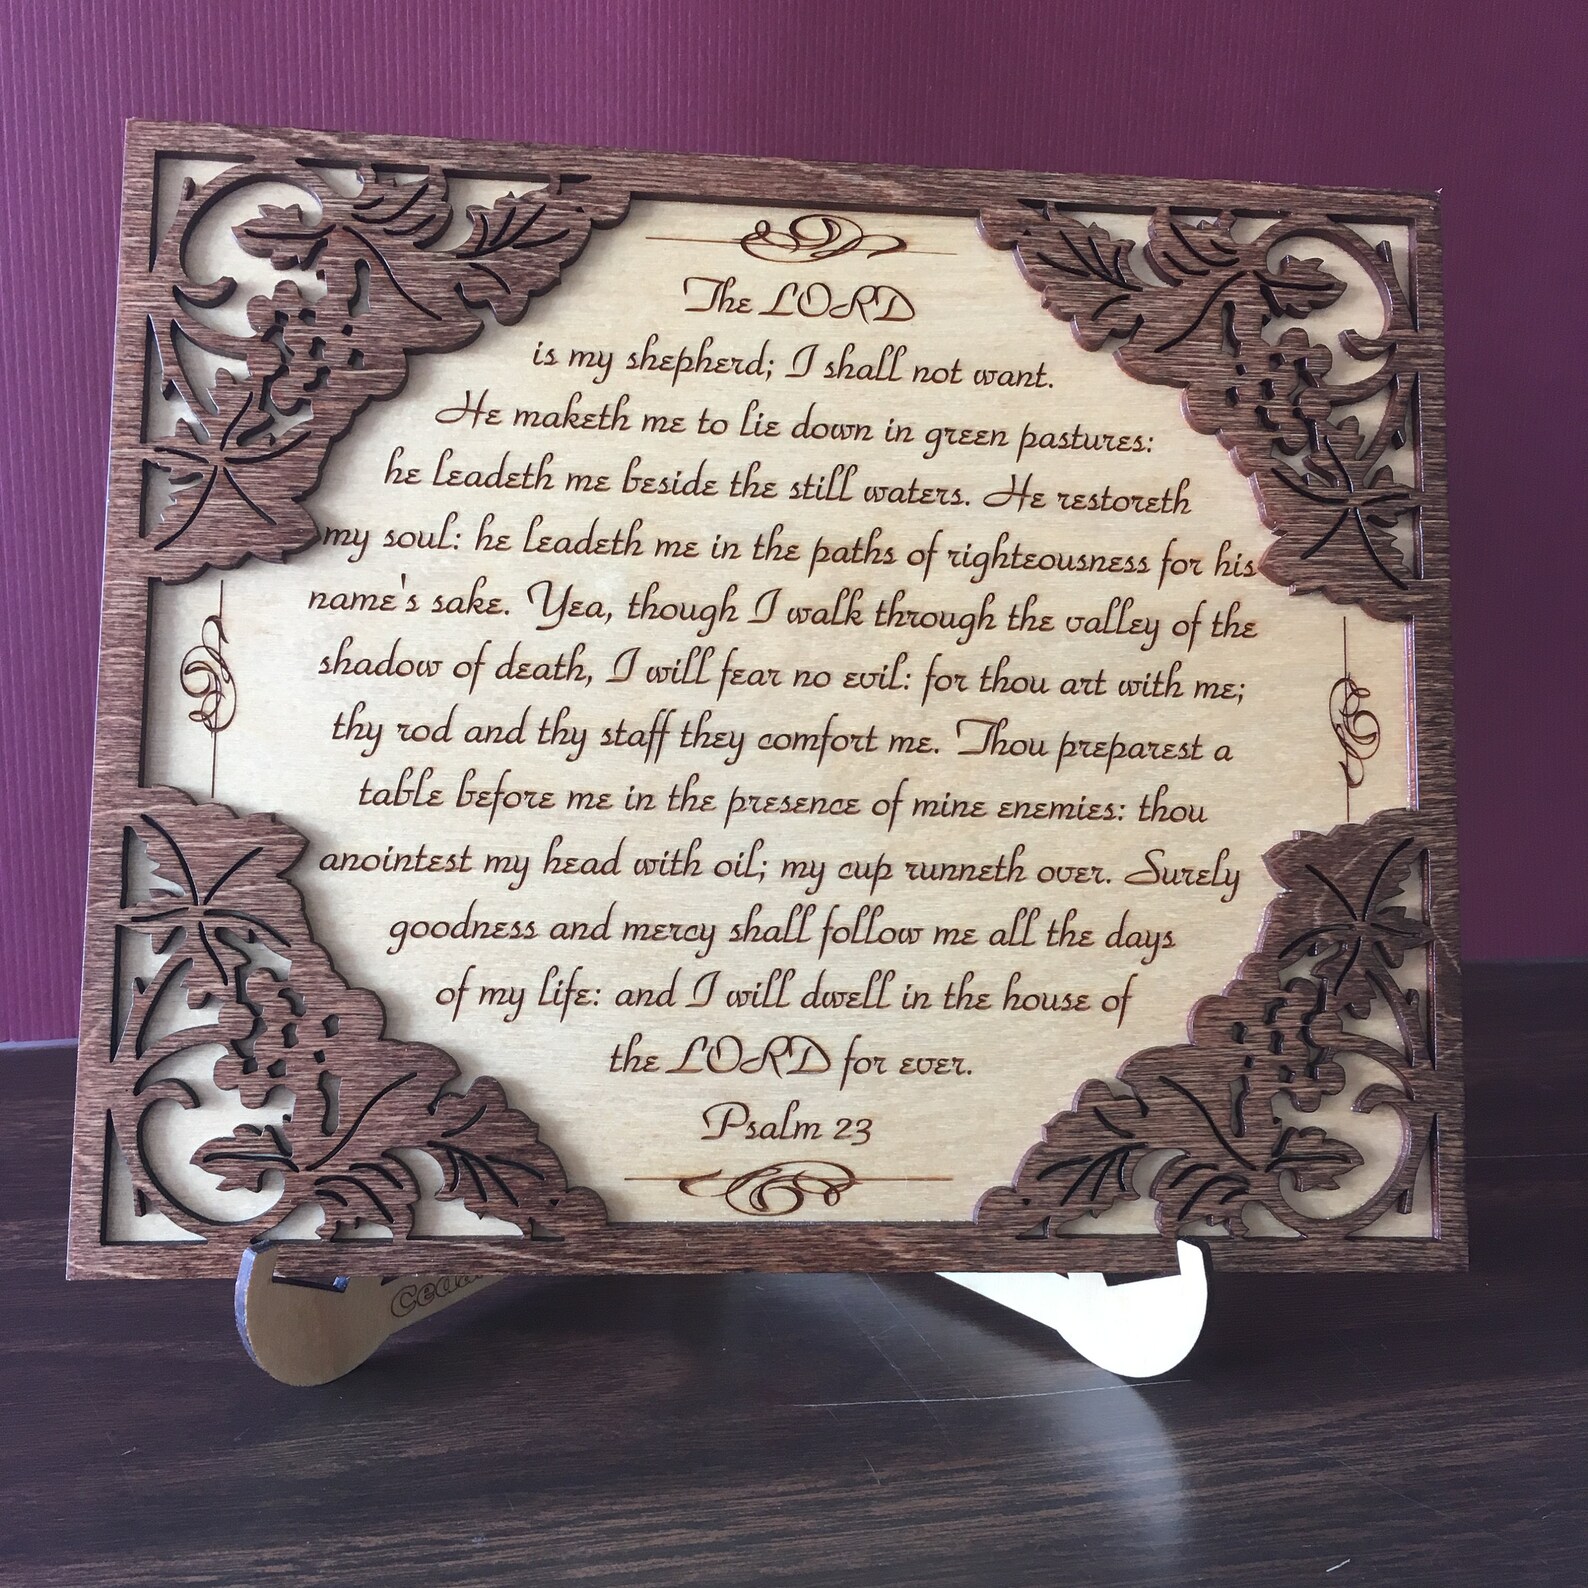 The LORD
is my shepherd; I shall not want.
He maketh me to lie down in green pastures:
he leadeth me beside the still waters. He restoreth
my soul: he leadeth me in the paths of righteousness for his
name's sake. Yea, though I walk through the valley of the
shadow of death, I will fear no evil: for thou art with me;
thy rod and thy staff they comfort me. Thou preparest a
table before me in the presence of mine enemies: thou
anointest my head with oil; my cup runneth over. Surely
goodness and mercy shall follow me all the days
of my life: and I will dwell in the house of
the LORD for ever.
Psalm 23